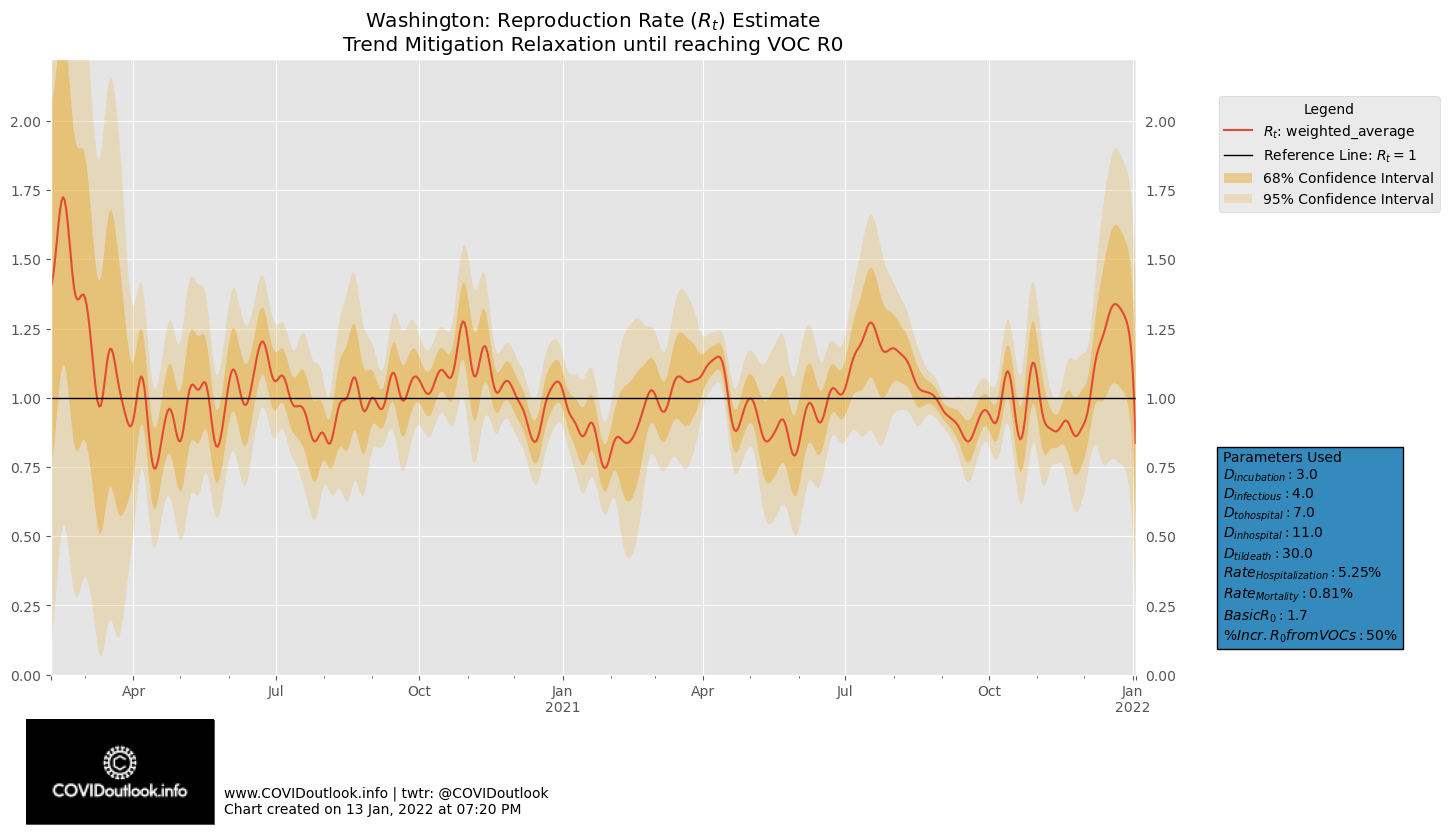 Washington: Reproduction Rate (Rt) Estimate
Trend Mitigation Relaxation until reaching VOC R0
2.00
1.75
1.50
1.25
1.00
0.75
0.50
0.25
0.00
2.00
1.75
1.50
1.25
1.00
0.75
0.50
0.25
0.00
Apr Jul Oct Jan Apr Jul Oct Jan
2021 2022
Legend
Rt: weighted_average
Reference Line: Rt = 1
68% Confidence Interval
95% Confidence Interval
Parameters Used
Dincubation : 3.0
Dinfectious : 4.0
Dtohospital : 7.0
Dinhospital : 11.0
Dtildeath : 30.0
RateHospitalization : 5.25%
RateMortality : 0.81%
BasicR0 : 1.7
%Incr. R0fromVOCs : 50%
COVIDoutlook.info
www.COVIDoutlook.info | twtr: @COVIDoutlook
Chart created on 13 Jan, 2022 at 07:20 PM